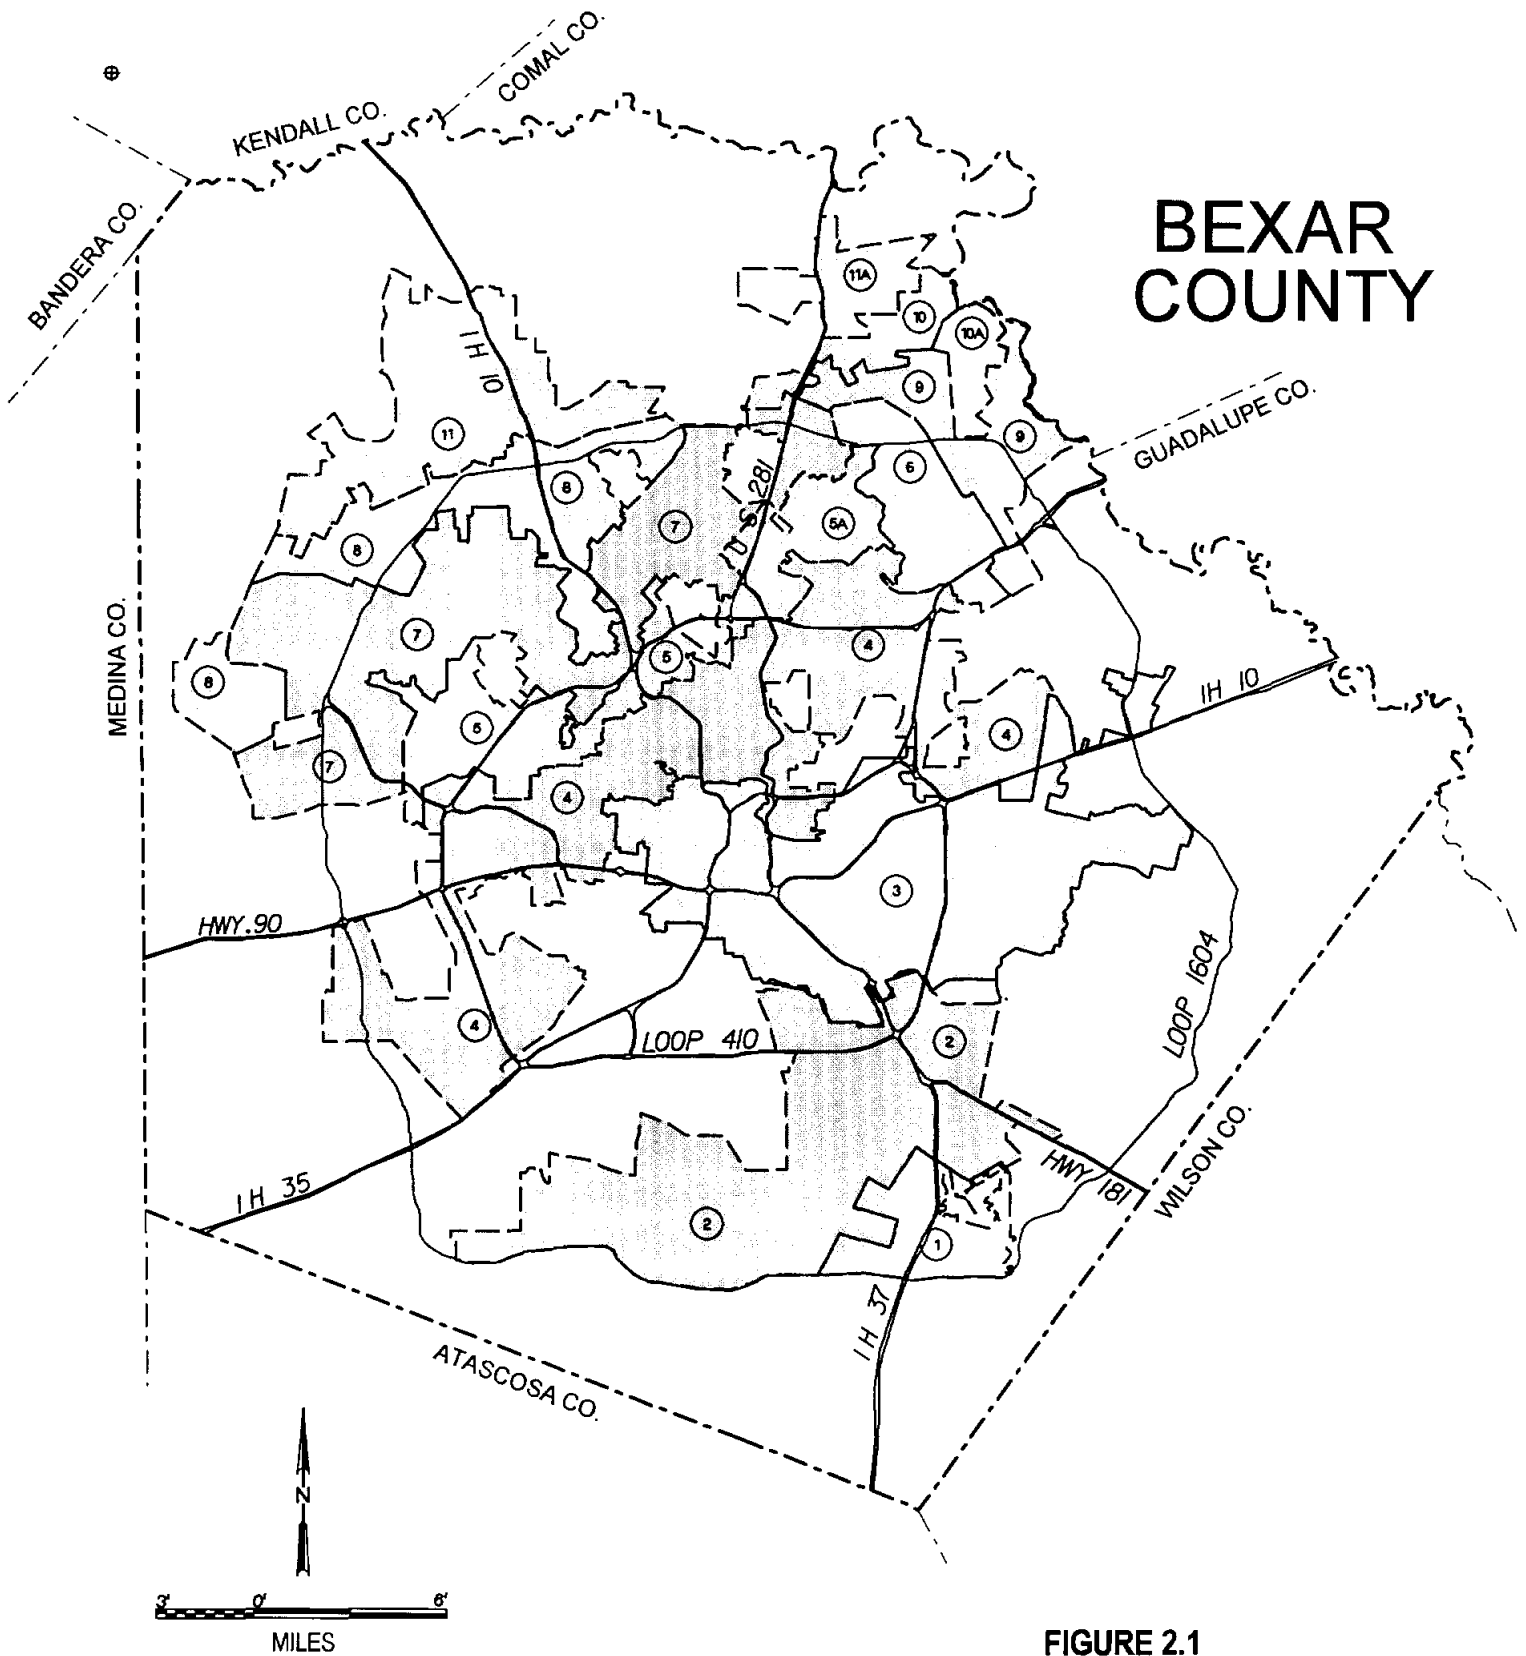 COMAL CO.
KENDALL CO.
BANDERA CO.
BEXAR
COUNTY
11A
10
10A
IH 10
9
9
GUADALUPE CO.
11
6
8
U S 281
7
5A
8
MEDINA CO.
7
4
5
8
IH 10
5
4
7
4
3
HWY. 90
LOOP 1604
4
LOOP 410
2
WILSON CO.
HWY 181
IH 35
2
1
IH 37
ATASCOSA CO.
N
3' 0' 6'
MILES
FIGURE 2.1